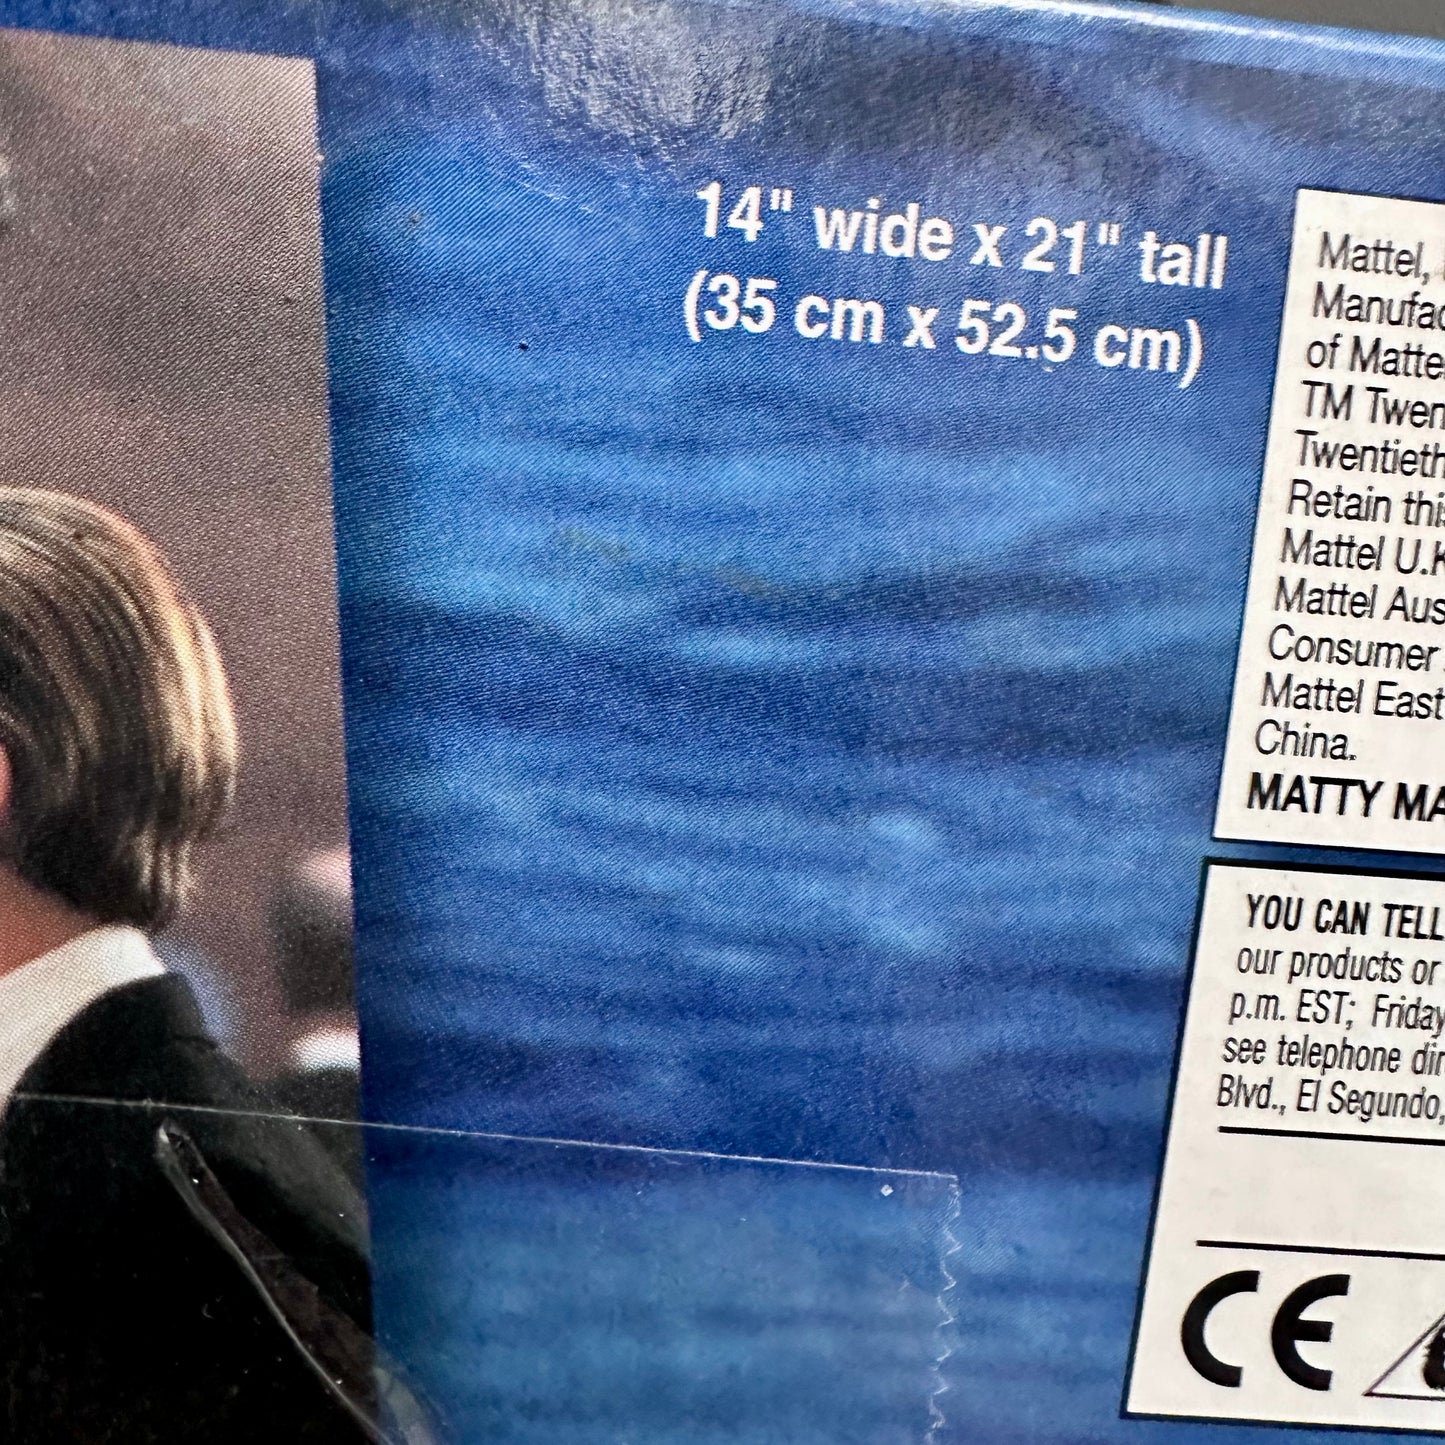 14" wide x 21" tall
(35 cm x 52.5 cm)
Mattel,
Manufac
of Mattel
TM Twen
Twentieth
Retain this
Mattel U.K
Mattel Aus
Consumer
Mattel East
China.
MATTY MA
YOU CAN TELL
our products or
p.m. EST; Friday
see telephone dir
Blvd., El Segundo,
CE